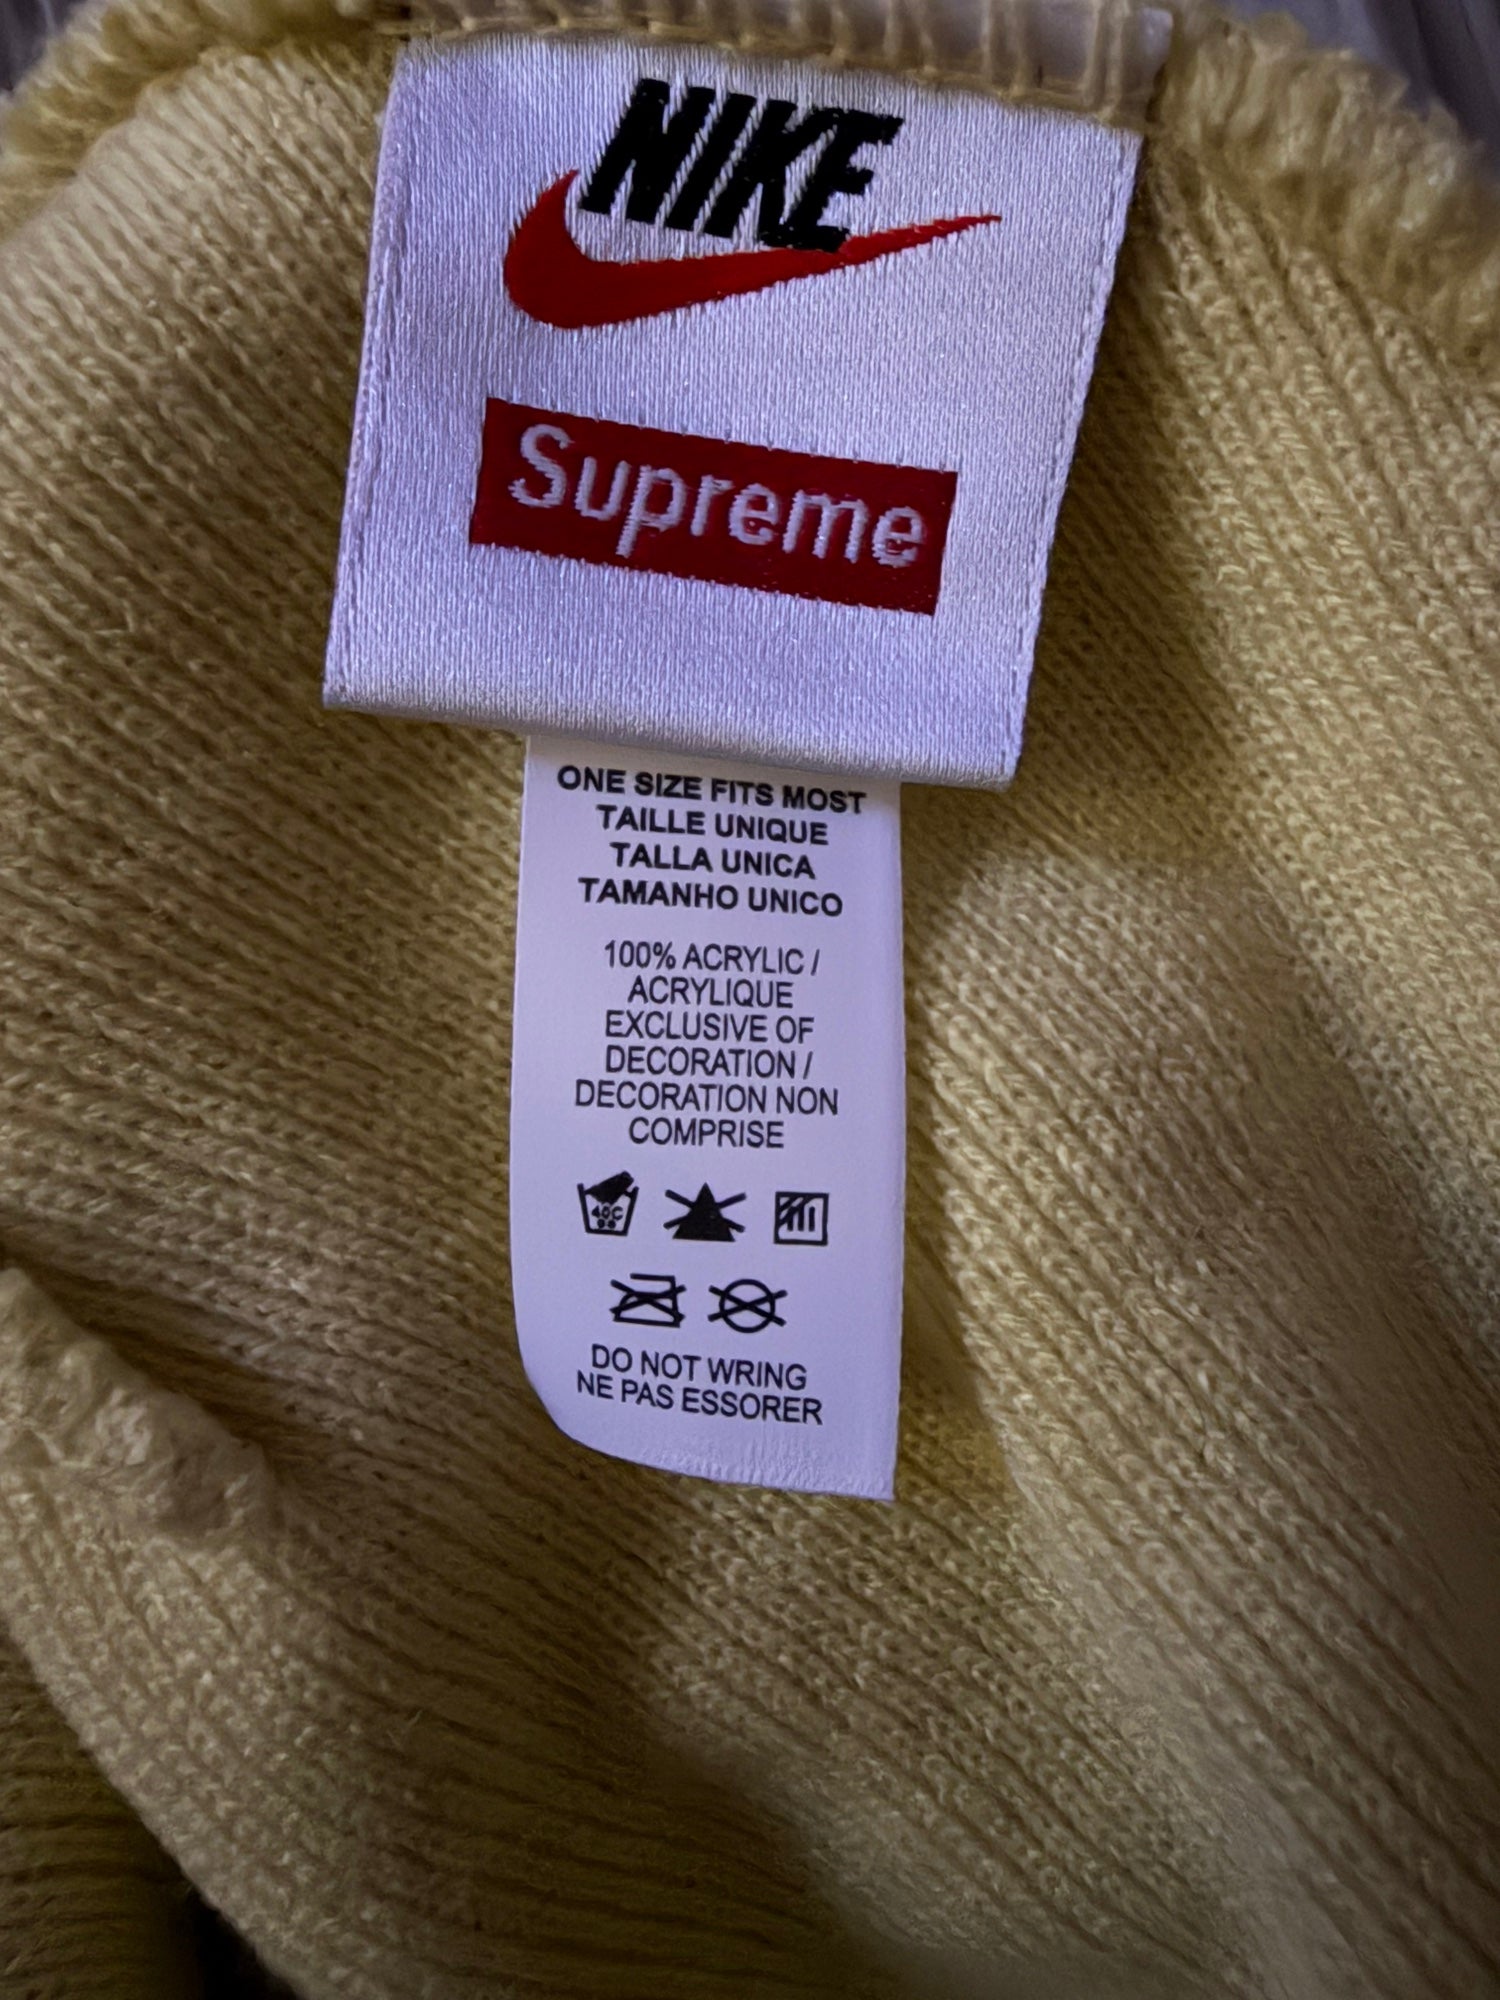 NIKE
Supreme
ONE SIZE FITS MOST
TAILLE UNIQUE
TALLA UNICA
TAMANHO UNICO
100% ACRYLIC /
ACRYLIQUE
EXCLUSIVE OF
DECORATION /
DECORATION NON
COMPRISE
40C
DO NOT WRING
NE PAS ESSORER